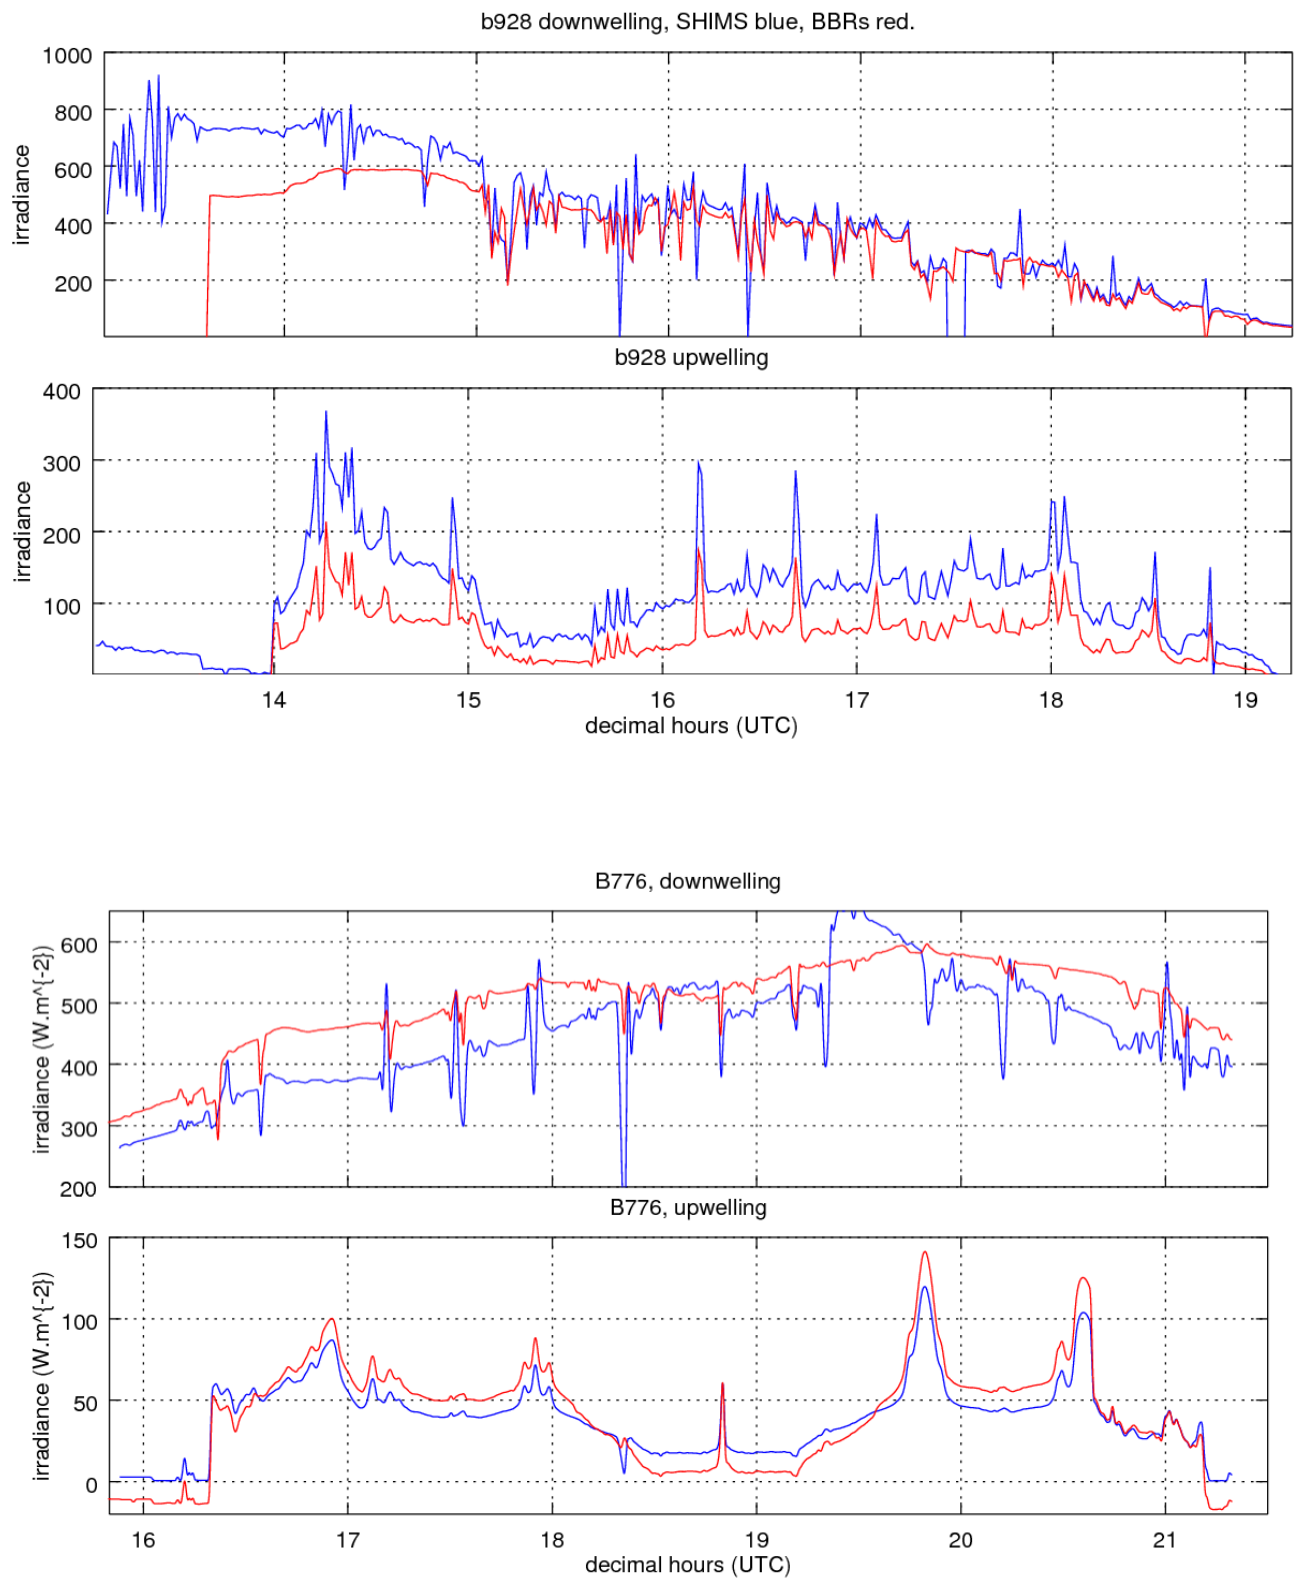 b928 downwelling, SHIMS blue, BBRs red.
1000
800
600
400
200
irradiance
b928 upwelling
400
300
200
100
irradiance
14 15 16 17 18 19
decimal hours (UTC)
B776, downwelling
600
500
400
300
200
irradiance (W.m^{-2})
B776, upwelling
150
100
50
0
irradiance (W.m^{-2})
16 17 18 19 20 21
decimal hours (UTC)